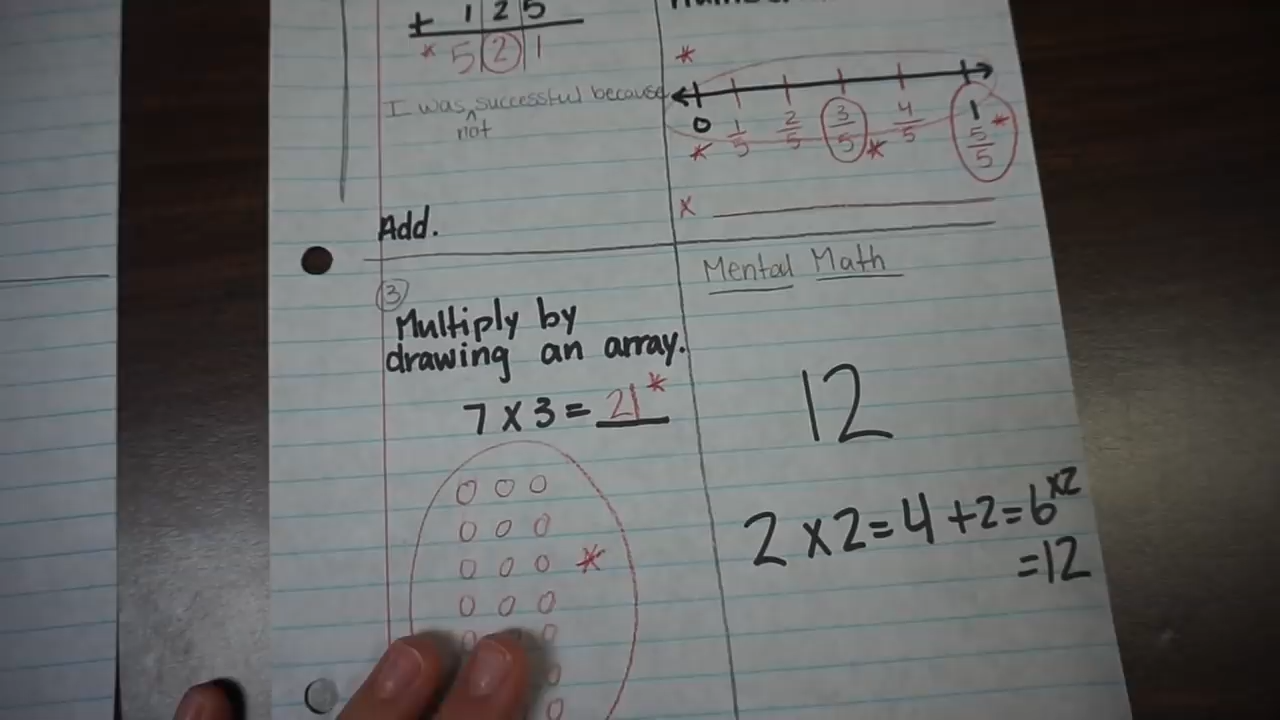 + 1 2 5
* 5 2 1
I was successful because
not
Add.
*
0 1/5 2/5 3/5 4/5 1
5/5
* * *
x
3
Multiply by
drawing an array.
7 x 3 = 21 *
*
Mental Math
12
2 x 2 = 4 + 2 = 6 x2
= 12